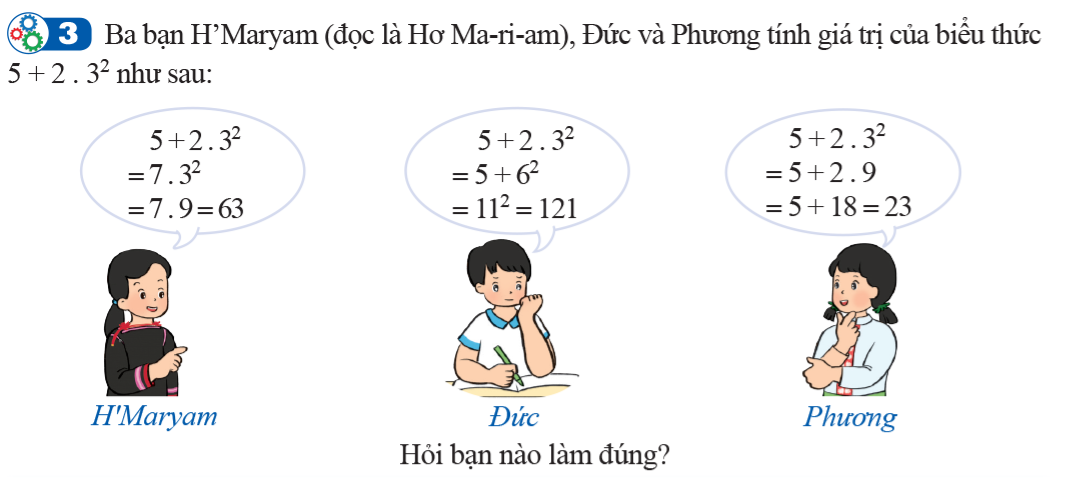 3 Ba bạn H’Maryam (đọc là Hơ Ma-ri-am), Đức và Phương tính giá trị của biểu thức
5 + 2 . 3² như sau:
5 + 2 . 3²
= 7 . 3²
= 7 . 9 = 63
5 + 2 . 3²
= 5 + 6²
= 11² = 121
5 + 2 . 3²
= 5 + 2 . 9
= 5 + 18 = 23
H'Maryam
Đức
Phương
Hỏi bạn nào làm đúng?